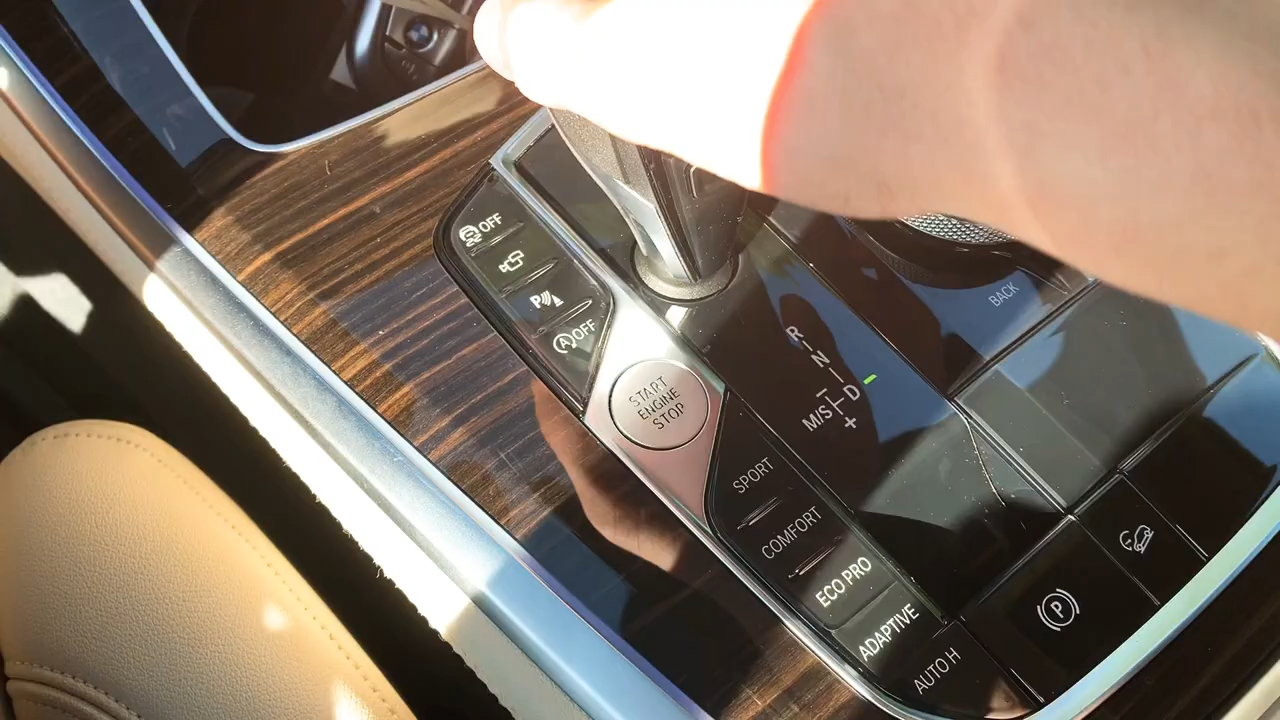 OFF
P
A OFF
START
ENGINE
STOP
R
N
D
M/S
+
BACK
SPORT
COMFORT
ECO PRO
ADAPTIVE
AUTO H
P